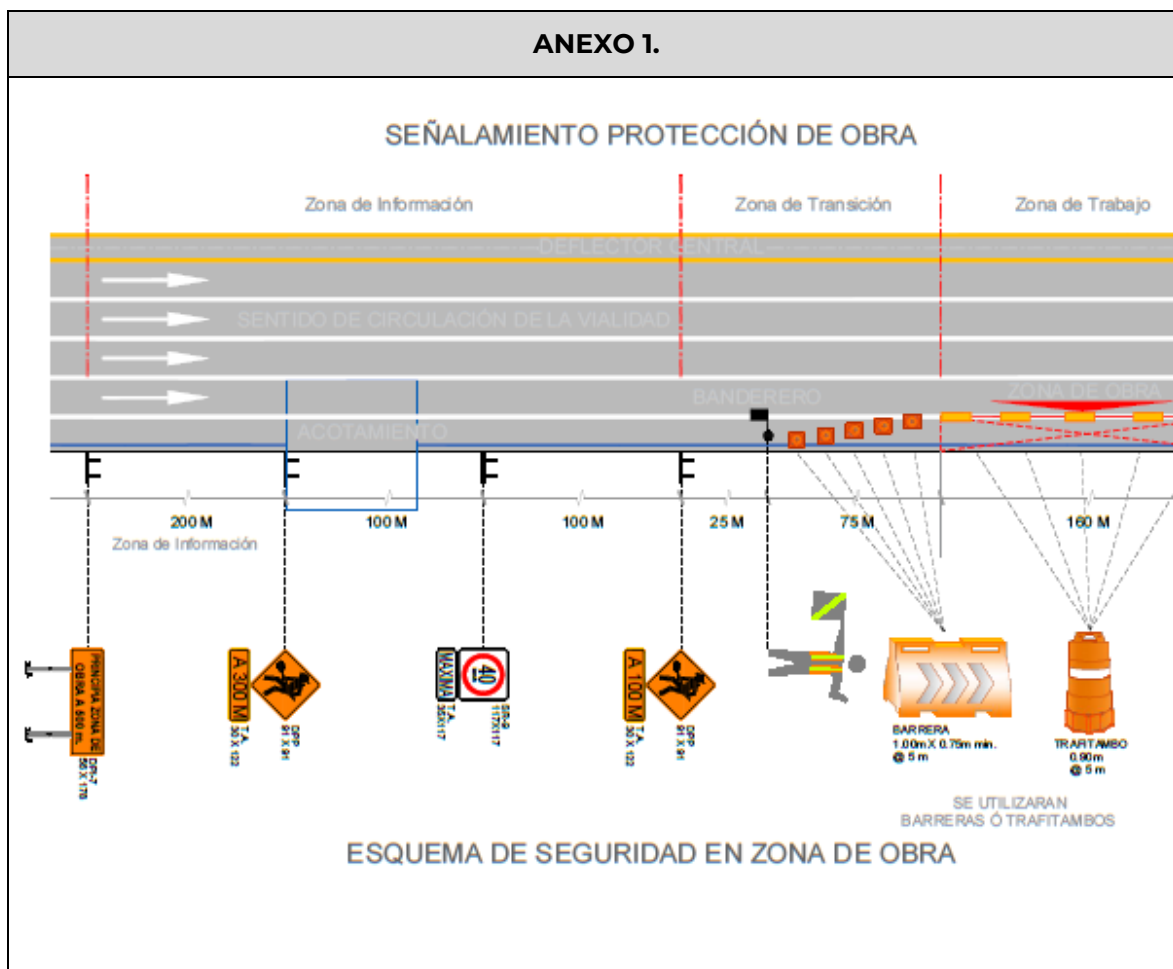 ANEXO 1.
SEÑALAMIENTO PROTECCIÓN DE OBRA
Zona de Información
Zona de Transición
Zona de Trabajo
DEFLECTOR CENTRAL
SENTIDO DE CIRCULACIÓN DE LA VIALIDAD
BANDERERO
ZONA DE OBRA
ACOTAMIENTO
200 M
100 M
100 M
25 M
75 M
160 M
Zona de Información
PRINCIPIA ZONA DE
OBRA A 500 m.
DPI-7
56 X 178
A 300 M
T.A.
30 X 122
DPP
91 X 91
MAXIMA
T.A.
35X117
40
SR-9
117X117
A 100 M
T.A.
30 X 122
DPP
91 X 91
BARRERA
1.00m X 0.75m min.
@ 5 m
TRAFITAMBO
0.90m
@ 5 m
SE UTILIZARAN
BARRERAS Ó TRAFITAMBOS
ESQUEMA DE SEGURIDAD EN ZONA DE OBRA